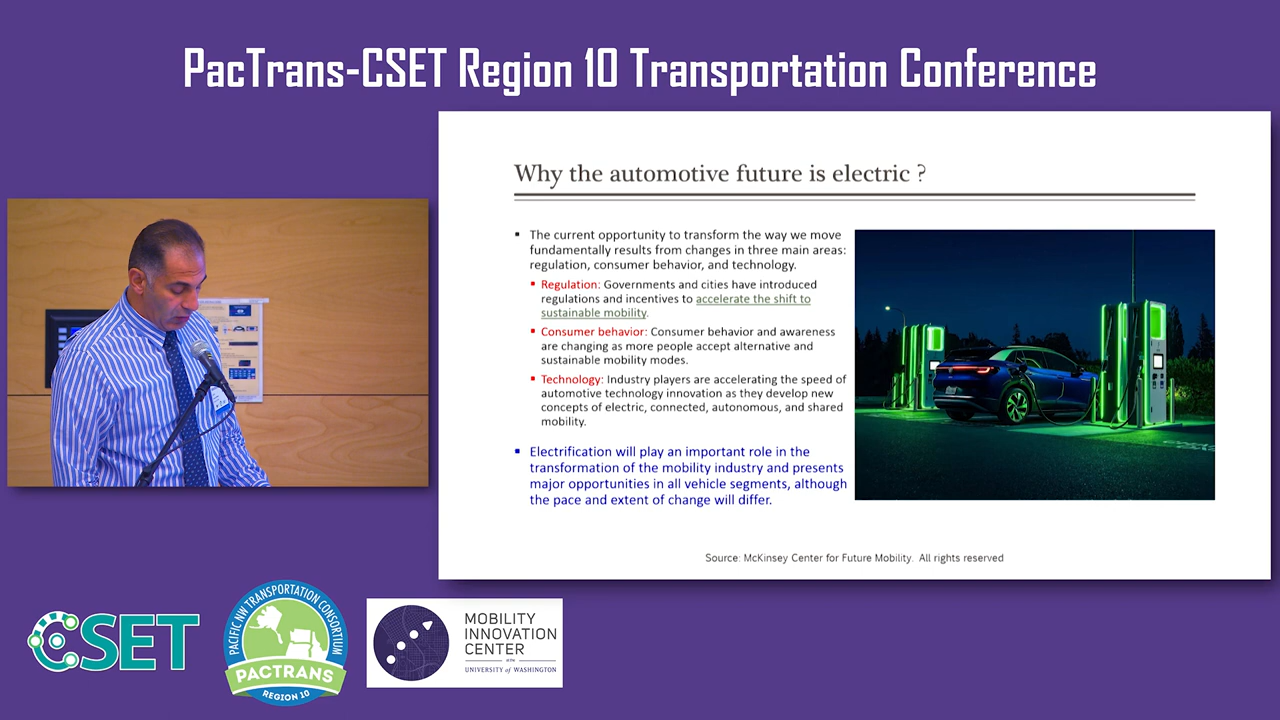 PacTrans-CSET Region 10 Transportation Conference
Why the automotive future is electric ?
▪ The current opportunity to transform the way we move
fundamentally results from changes in three main areas:
regulation, consumer behavior, and technology.
▪ Regulation: Governments and cities have introduced
regulations and incentives to accelerate the shift to
sustainable mobility.
▪ Consumer behavior: Consumer behavior and awareness
are changing as more people accept alternative and
sustainable mobility modes.
▪ Technology: Industry players are accelerating the speed of
automotive technology innovation as they develop new
concepts of electric, connected, autonomous, and shared
mobility.
▪ Electrification will play an important role in the
transformation of the mobility industry and presents
major opportunities in all vehicle segments, although
the pace and extent of change will differ.
Source: McKinsey Center for Future Mobility. All rights reserved
CSET
PACIFIC NW TRANSPORTATION CONSORTIUM
PACTRANS
REGION 10
MOBILITY
INNOVATION
CENTER
AT THE
UNIVERSITY of WASHINGTON